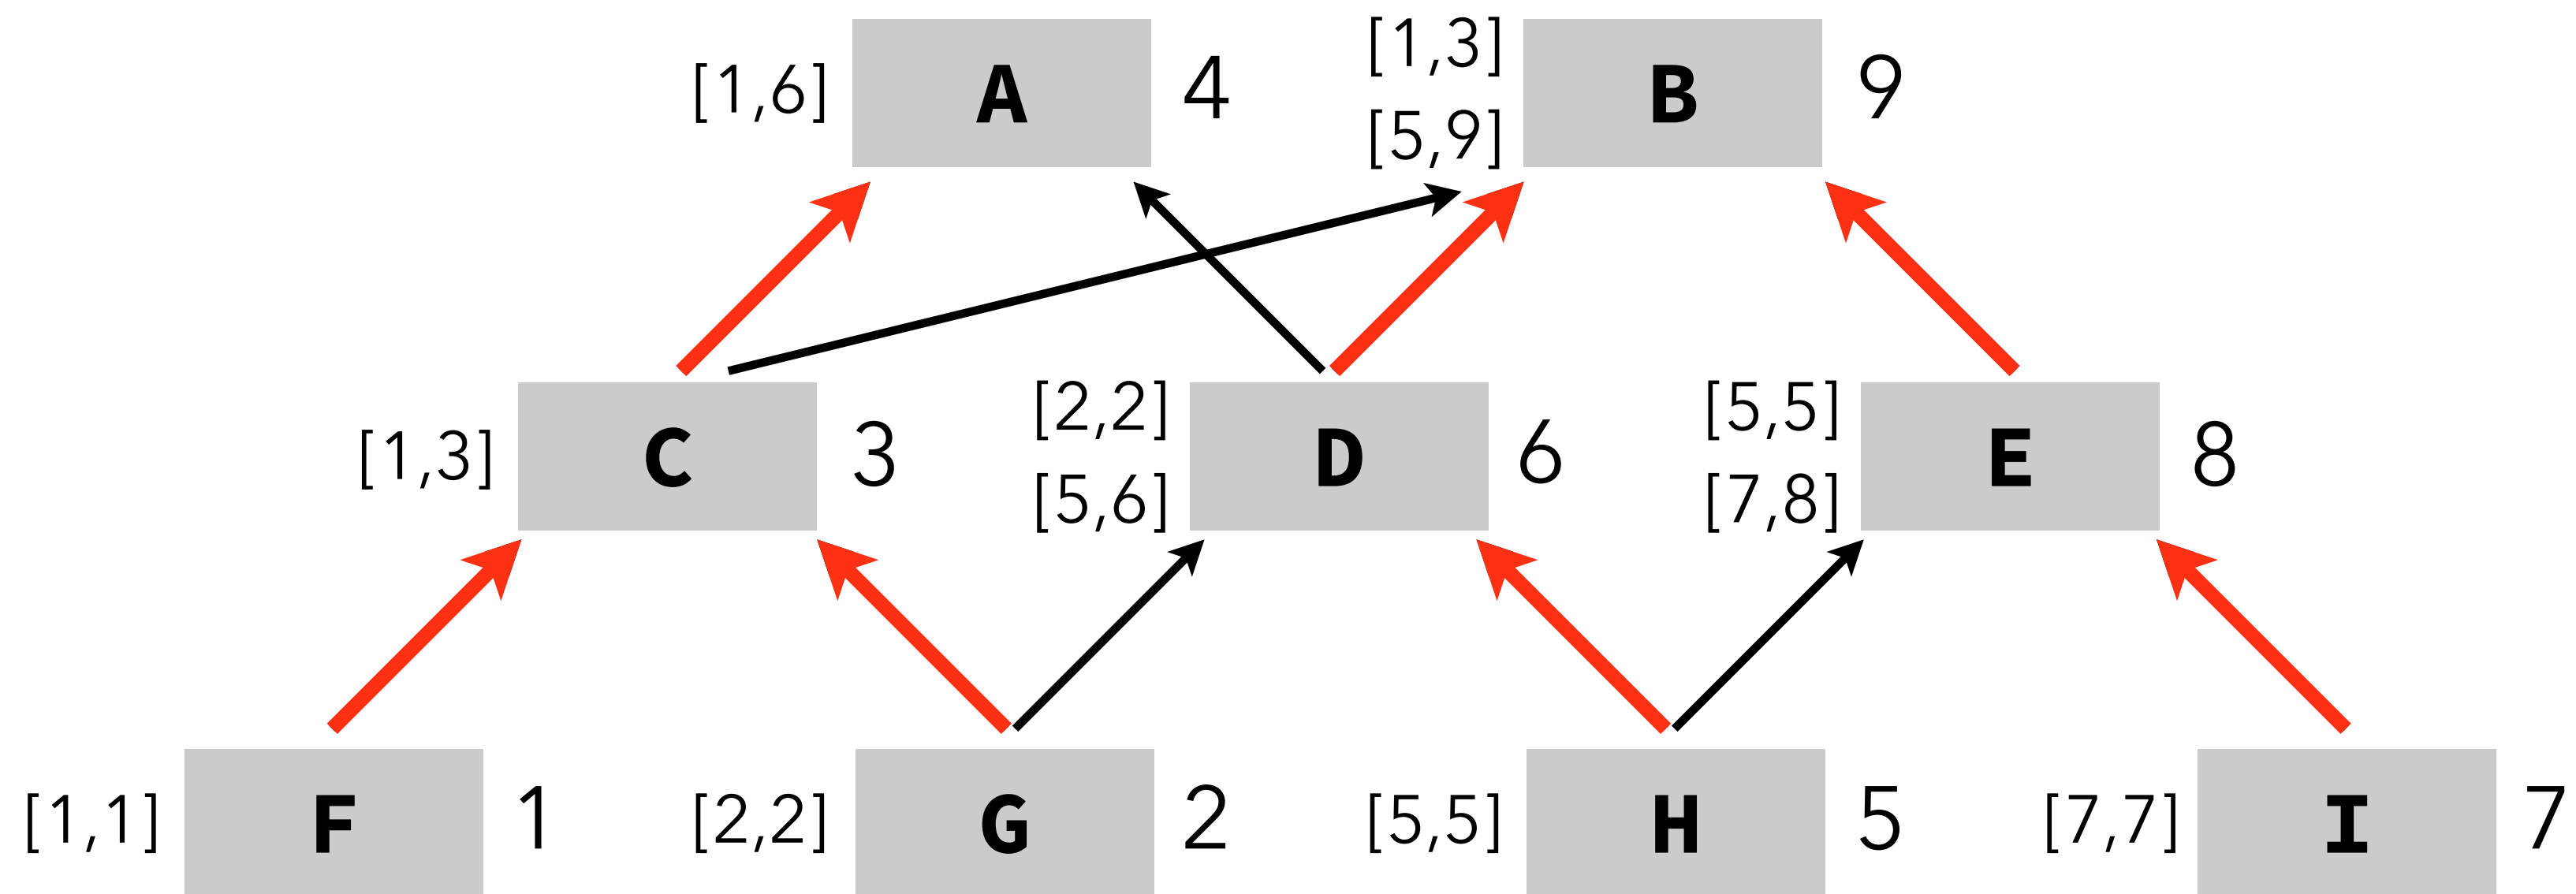 [1,6] A 4
[1,3]
[5,9] B 9
[1,3] C 3
[2,2]
[5,6] D 6
[5,5]
[7,8] E 8
[1,1] F 1
[2,2] G 2
[5,5] H 5
[7,7] I 7